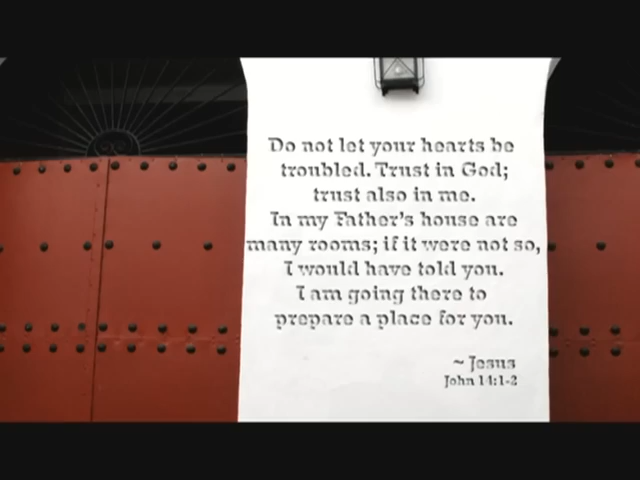 Do not let your hearts be
troubled. Trust in God;
trust also in me.
In my Father's house are
many rooms; if it were not so,
I would have told you.
I am going there to
prepare a place for you.
~ Jesus
John 14:1-2